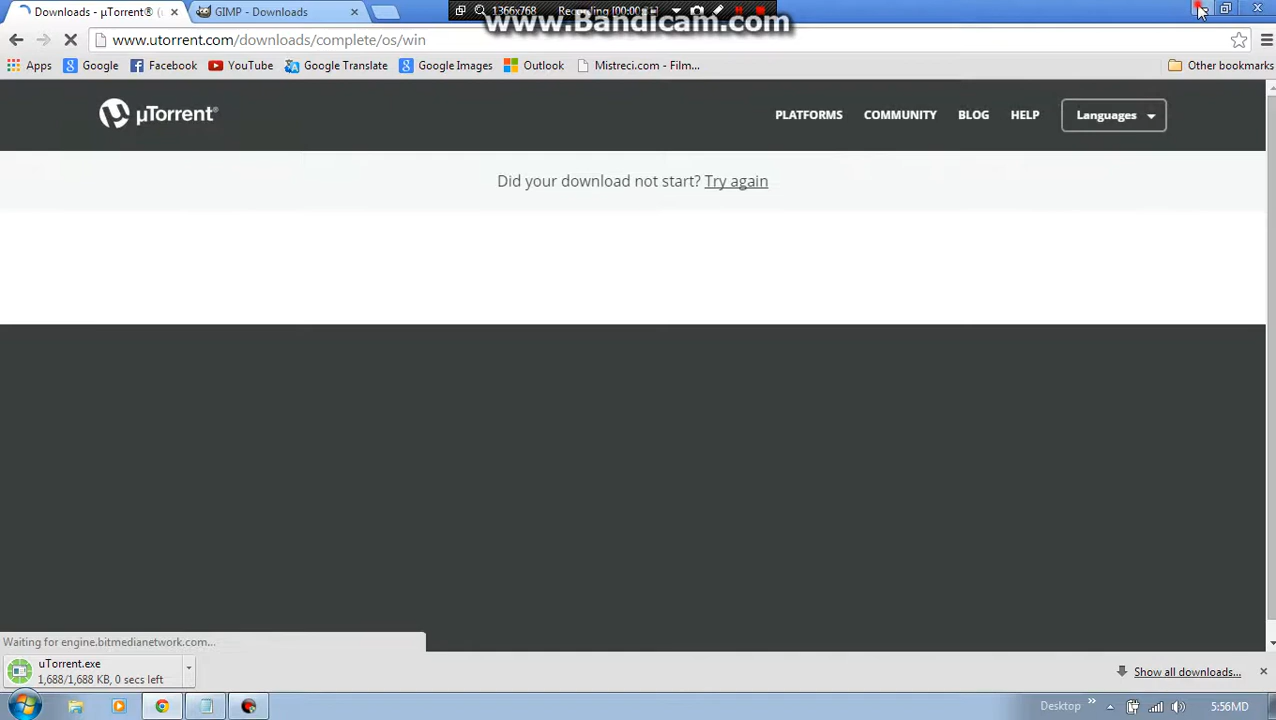 Downloads - µTorrent® (u
GIMP - Downloads
1366x768
Recording [00:0
www.Bandicam.com
www.utorrent.com/downloads/complete/os/win
Apps
Google
Facebook
YouTube
Google Translate
Google Images
Outlook
Mistreci.com - Film...
Other bookmarks
µTorrent®
PLATFORMS
COMMUNITY
BLOG
HELP
Languages
Did your download not start? Try again
Waiting for engine.bitmedianetwork.com...
uTorrent.exe
1,688/1,688 KB, 0 secs left
Show all downloads...
Desktop
5:56MD